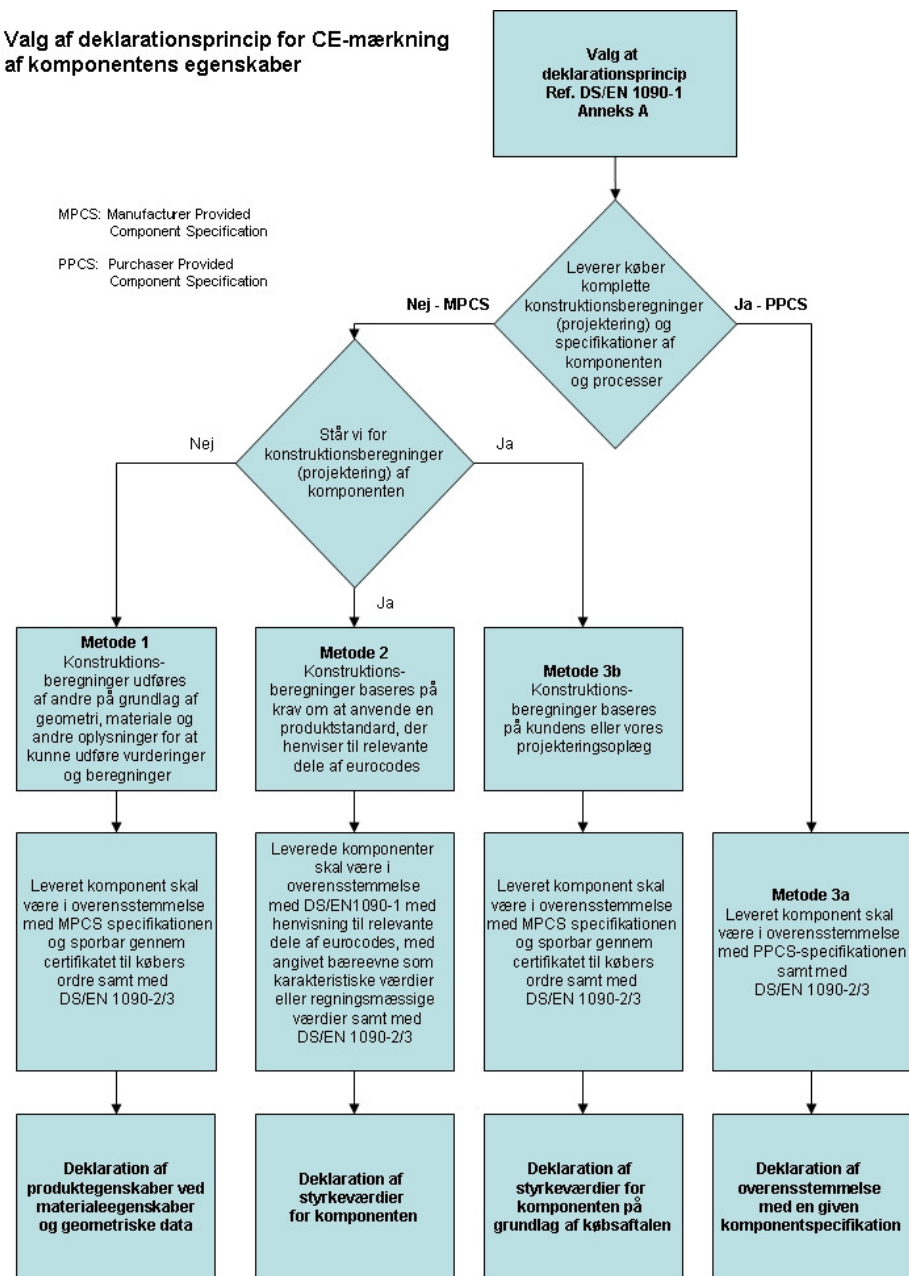 Valg af deklarationsprincip for CE-mærkning
af komponentens egenskaber
Valg at
deklarationsprincip
Ref. DS/EN 1090-1
Anneks A
MPCS: Manufacturer Provided
Component Specification
PPCS: Purchaser Provided
Component Specification
Leverer køber
komplette
konstruktionsberegninger
(projektering) og
specifikationer af
komponenten
og processer
Nej - MPCS
Ja - PPCS
Står vi for
konstruktionsberegninger
(projektering) af
komponenten
Nej
Ja
Ja
Metode 1
Konstruktions-
beregninger udføres
af andre på grundlag af
geometri, materiale og
andre oplysninger for at
kunne udføre vurderinger
og beregninger
Metode 2
Konstruktions-
beregninger baseres på
krav om at anvende en
produktstandard, der
henviser til relevante
dele af eurocodes
Metode 3b
Konstruktions-
beregninger baseres
på kundens eller vores
projekteringsoplæg
Leveret komponent skal
være i overensstemmelse
med MPCS specifikationen
og sporbar gennem
certifikatet til købers
ordre samt med
DS/EN 1090-2/3
Leverede komponenter
skal være i
overensstemmelse
med DS/EN1090-1 med
henvisning til relevante
dele af eurocodes, med
angivet bæreevne som
karakteristiske værdier
eller regningsmæssige
værdier samt med
DS/EN 1090-2/3
Leveret komponent skal
være i overensstemmelse
med MPCS specifikationen
og sporbar gennem
certifikatet til købers
ordre samt med
DS/EN 1090-2/3
Metode 3a
Leveret komponent skal
være i overensstemmelse
med PPCS-specifikationen
samt med
DS/EN 1090-2/3
Deklaration af
produktegenskaber ved
materialeegenskaber
og geometriske data
Deklaration af
styrkeværdier
for komponenten
Deklaration af
styrkeværdier for
komponenten på
grundlag af købsaftalen
Deklaration af
overensstemmelse
med en given
komponentspecifikation